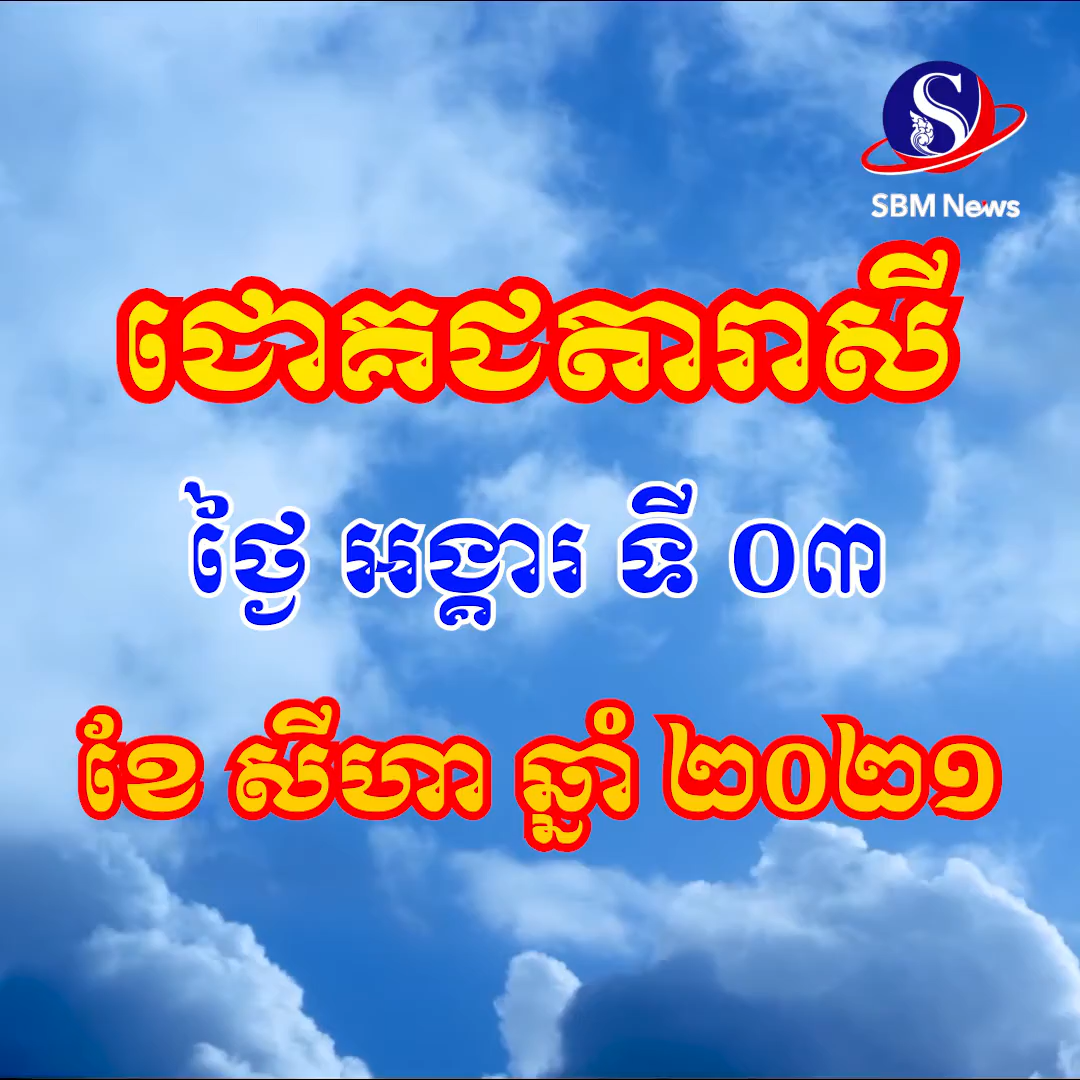 SBM News
ជោគជតារាសី
ថ្ងៃ អង្គារ ទី ០៣
ខែ សីហា ឆ្នាំ ២០២១